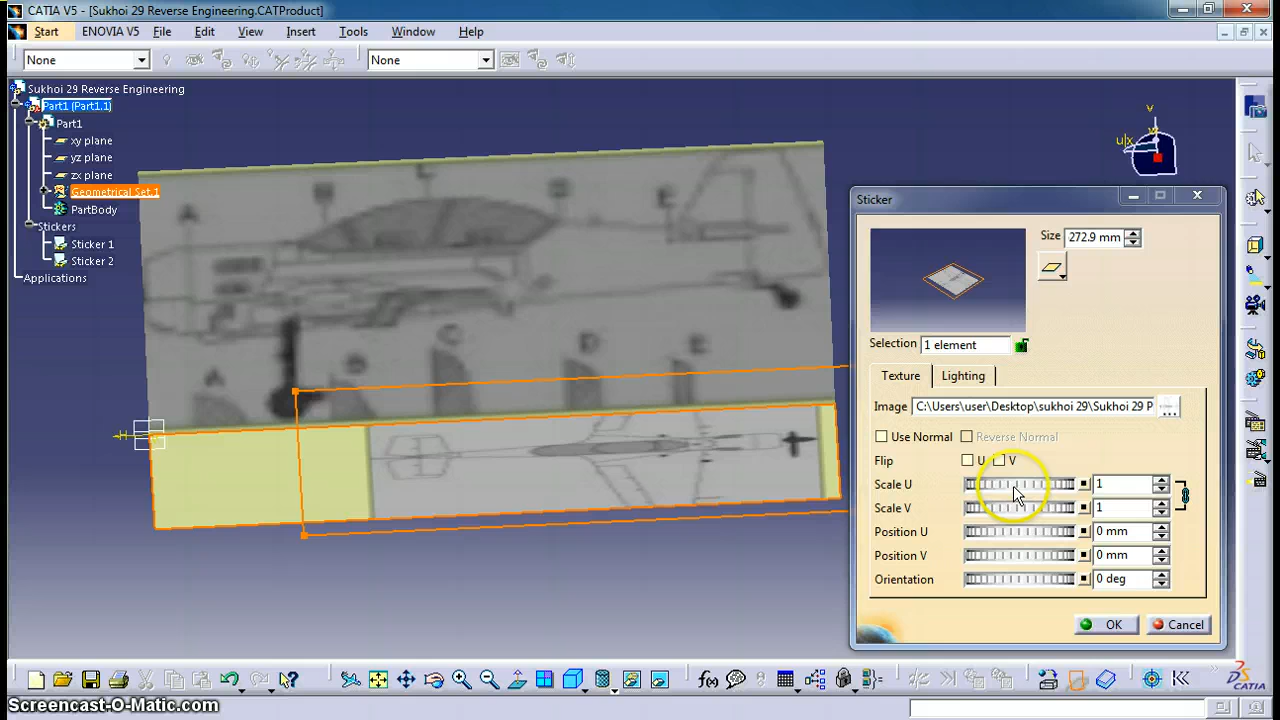 CATIA V5 - [Sukhoi 29 Reverse Engineering.CATProduct]
Start ENOVIA V5 File Edit View Insert Tools Window Help
None None
Sukhoi 29 Reverse Engineering
Part1 (Part1.1)
Part1
xy plane
yz plane
zx plane
Geometrical Set.1
PartBody
Stickers
Sticker 1
Sticker 2
Applications
A B C D E
A B C D E
H
v
u|x
Sticker
Size 272.9 mm
Selection 1 element
Texture Lighting
Image C:\Users\user\Desktop\sukhoi 29\Sukhoi 29 P ...
Use Normal Reverse Normal
Flip U V
Scale U 1
Scale V 1
Position U 0 mm
Position V 0 mm
Orientation 0 deg
OK Cancel
f(x)
DS CATIA
Screencast-O-Matic.com